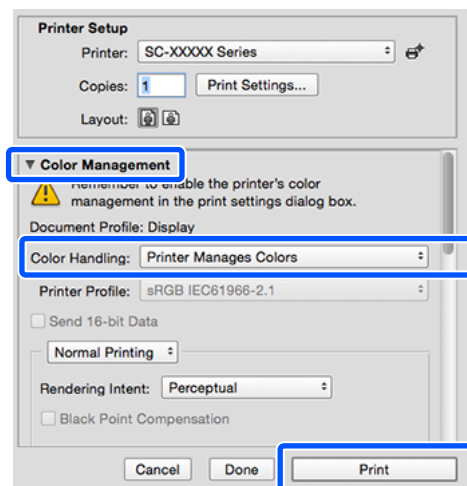 Printer Setup
Printer: SC-XXXXX Series
Copies: 1 Print Settings...
Layout:
Color Management
Remember to enable the printer's color
management in the print settings dialog box.
Document Profile: Display
Color Handling: Printer Manages Colors
Printer Profile: sRGB IEC61966-2.1
Send 16-bit Data
Normal Printing
Rendering Intent: Perceptual
Black Point Compensation
Cancel Done Print